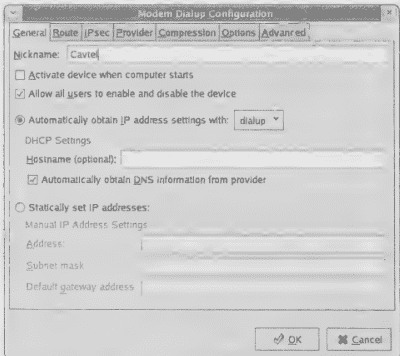 Modem Dialup Configuration
General Route IPsec Provider Compression Options Advanced
Nickname: Cavtel
Activate device when computer starts
Allow all users to enable and disable the device
Automatically obtain IP address settings with: dialup
DHCP Settings
Hostname (optional):
Automatically obtain DNS information from provider
Statically set IP addresses:
Manual IP Address Settings
Address:
Subnet mask
Default gateway address
OK Cancel